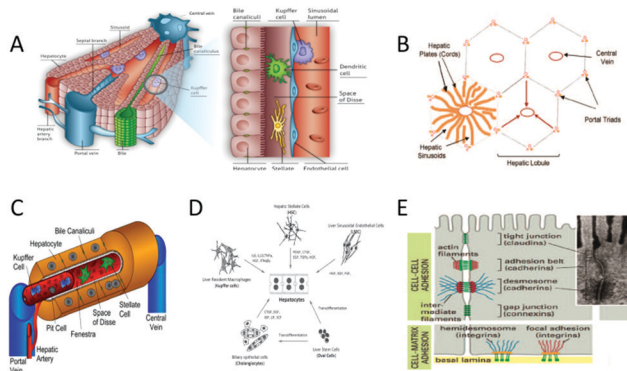 A
Central vein
Sinusoid
Septal branch
Hepatocyte
Bile
canaliculus
Kupffer
cell
Hepatic
artery
branch
Portal vein
Bile
Bile
canaliculi
Kupffer
cell
Sinusoidal
lumen
Dendritic
cell
Space
of Disse
Hepatocyte
Stellate
Endothelial cell
B
Hepatic
Plates (Cords)
Central
Vein
Hepatic
Sinusoids
Portal Triads
Hepatic Lobule
C
Bile Canaliculi
Hepatocyte
Kupffer
Cell
Stellate
Cell
Space
of Disse
Fenestra
Pit Cell
Central
Vein
Hepatic
Artery
Portal
Vein
D
Hepatic Stellate Cells
(HSC)
Liver Sinusoidal Endothelial Cells
(LSEC)
Liver Resident Macrophages
(Kupffer cells)
Hepatocytes
Transdifferentiation
Transdifferentiation
Biliary epithelial cells
(Cholangiocytes)
Liver Stem Cells
(Oval Cells)
E
CELL-CELL
ADHESION
actin
filaments
tight junction
(claudins)
adhesion belt
(cadherins)
desmosome
(cadherins)
inter-
mediate
filaments
gap junction
(connexins)
CELL-MATRIX
ADHESION
hemidesmosome
(integrins)
focal adhesion
(integrins)
basal lamina